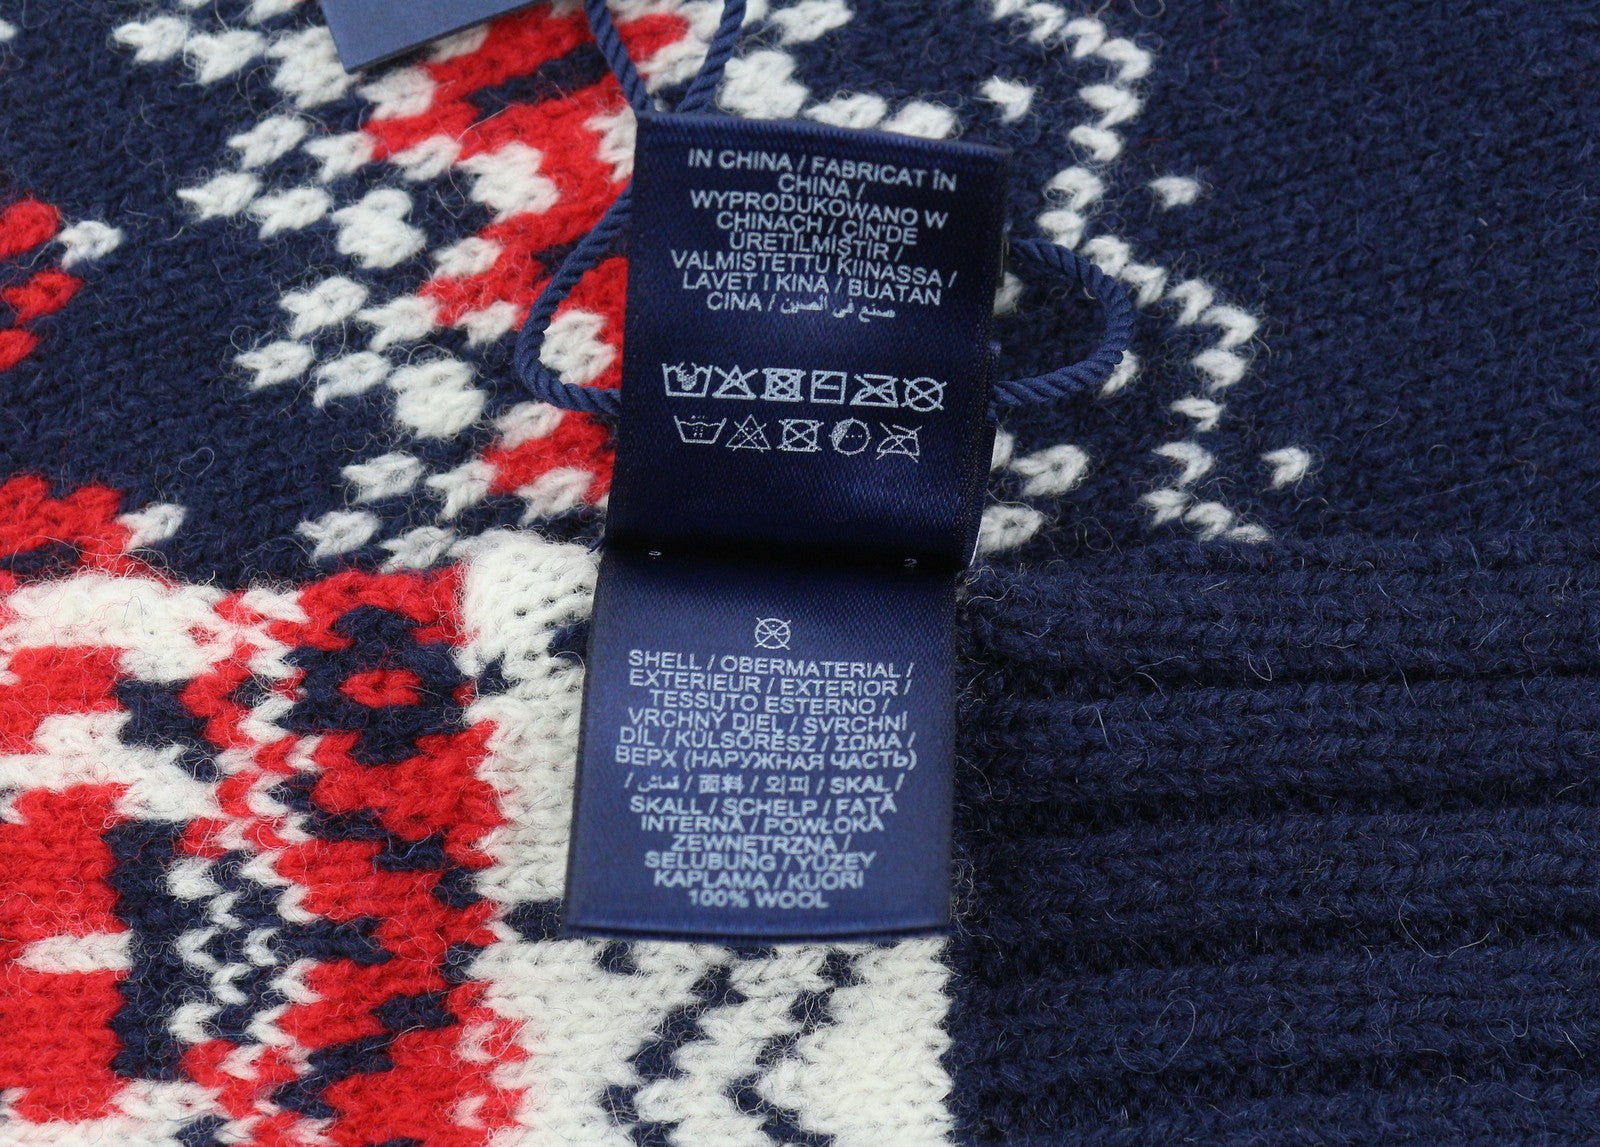 IN CHINA / FABRICAT ÎN
CHINA /
WYPRODUKOWANO W
CHINACH / ÇİN'DE
ÜRETİLMİŞTİR /
VALMISTETTU KIINASSA /
LAVET I KINA / BUATAN
CINA / صنع في الصين
SHELL / OBERMATERIAL /
EXTERIEUR / EXTERIOR /
TESSUTO ESTERNO /
VRCHNÝ DIEL / SVRCHNÍ
DÍL / KÜLSŐRÉSZ / ΣΩΜΑ /
ВЕРХ (НАРУЖНАЯ ЧАСТЬ)
/ قماش / 面料 / 외피 / SKAL /
SKALL / SCHELP / FAȚĂ
INTERNĂ / POWŁOKA
ZEWNĘTRZNA /
SELUBUNG / YÜZEY
KAPLAMA / KUORI
100% WOOL